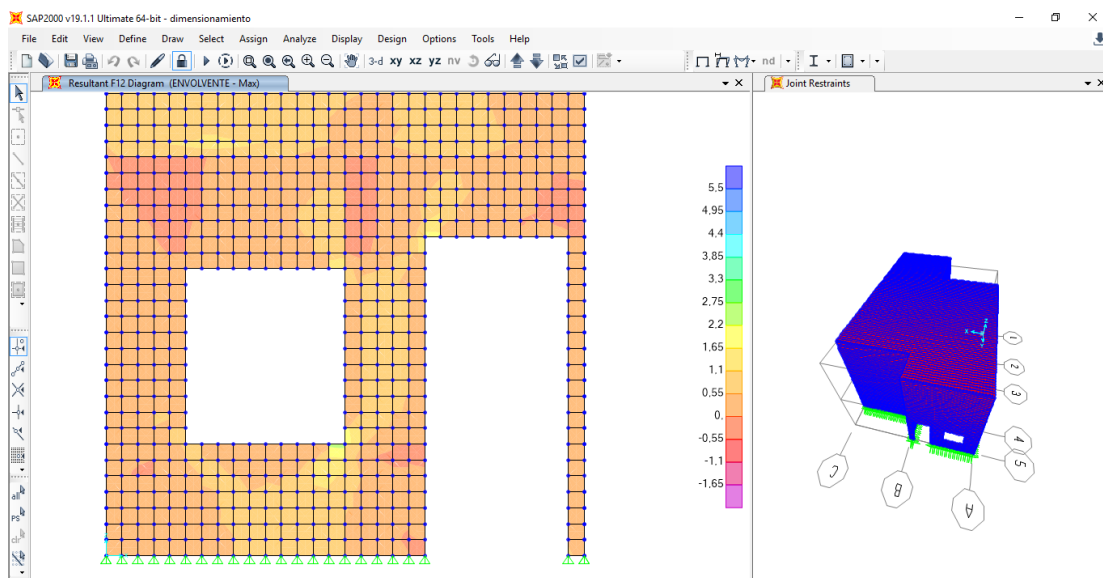 SAP2000 v19.1.1 Ultimate 64-bit - dimensionamiento
File Edit View Define Draw Select Assign Analyze Display Design Options Tools Help
3-d xy xz yz nv nd
Resultant F12 Diagram (ENVOLVENTE - Max)
Joint Restraints
5.5
4.95
4.4
3.85
3.3
2.75
2.2
1.65
1.1
0.55
0.
-0.55
-1.1
-1.65
all
PS
clr
X
Z
1
2
3
4
5
C
B
A